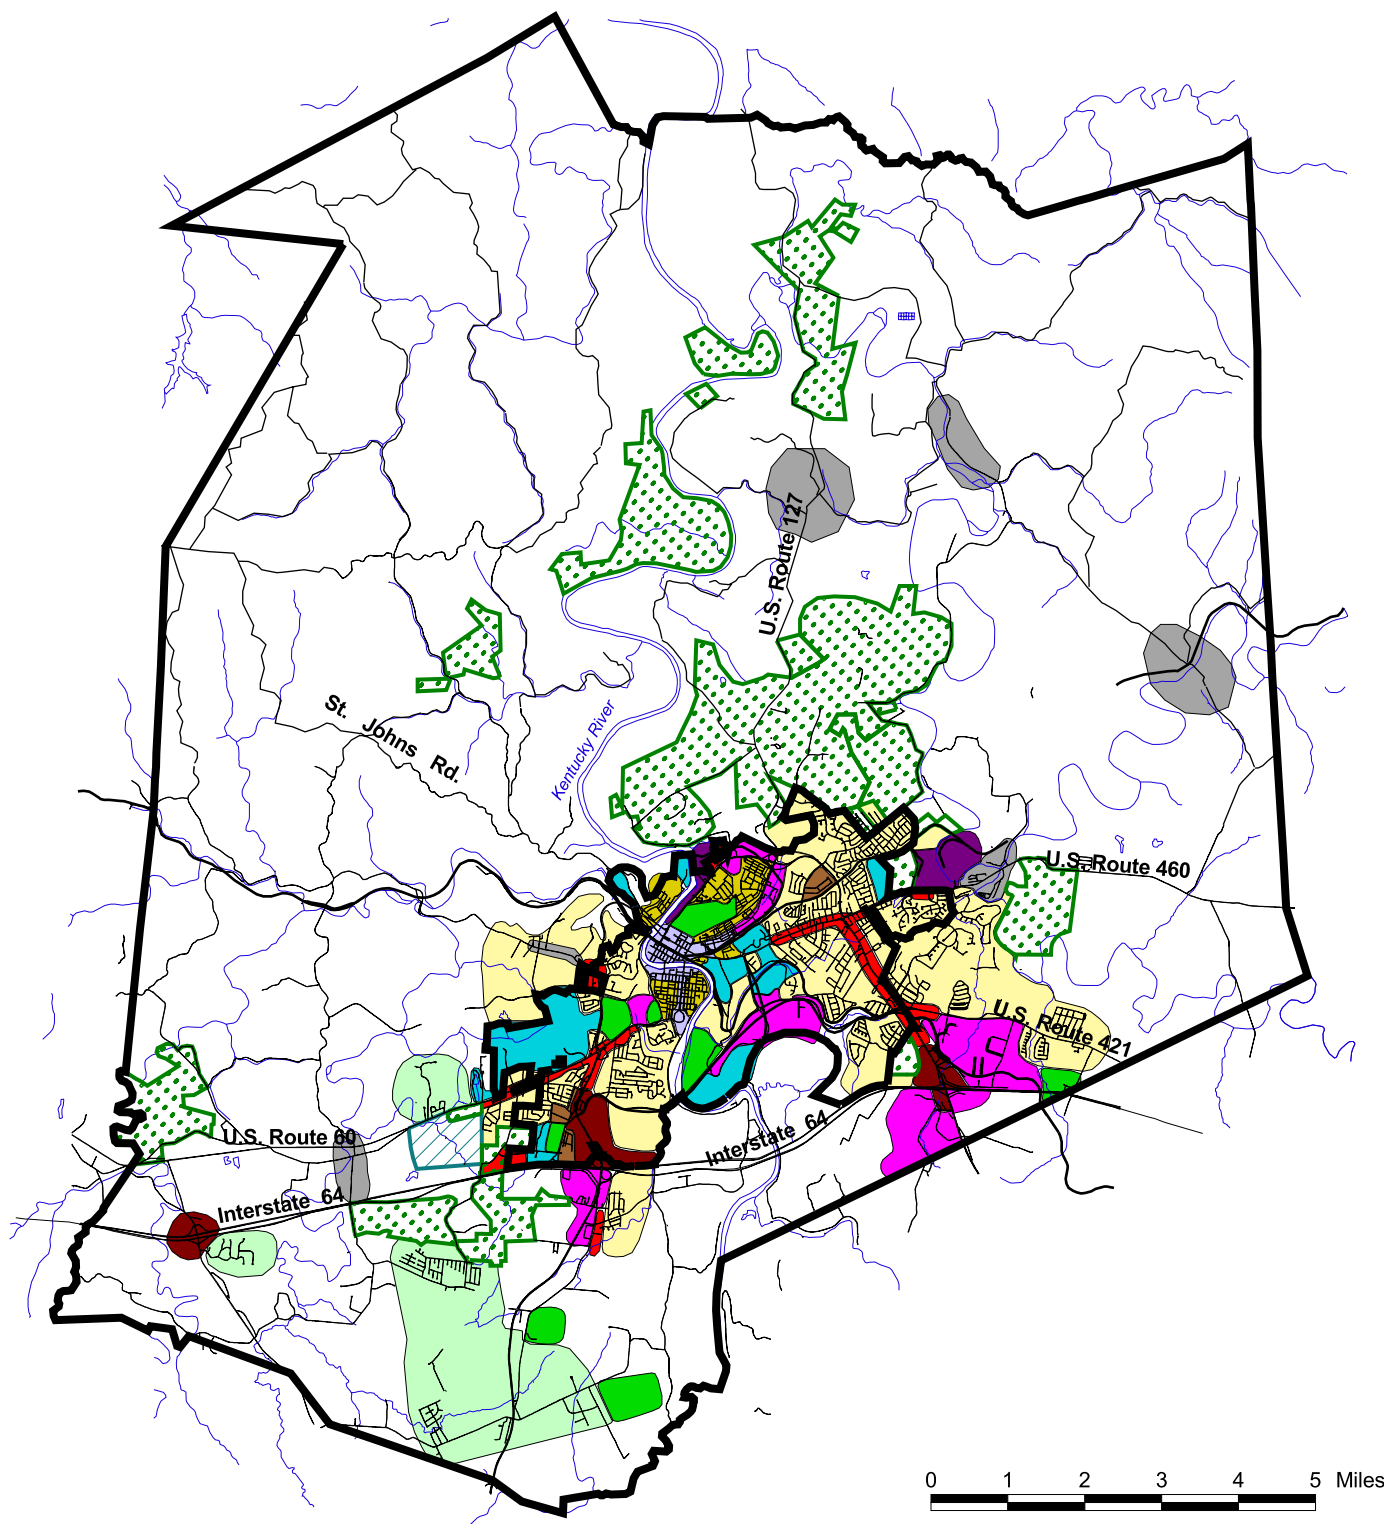 U.S. Route 127
St. Johns Rd.
Kentucky River
U.S. Route 460
U.S. Route 421
U.S. Route 60
Interstate 64
Interstate 64
0 1 2 3 4 5 Miles